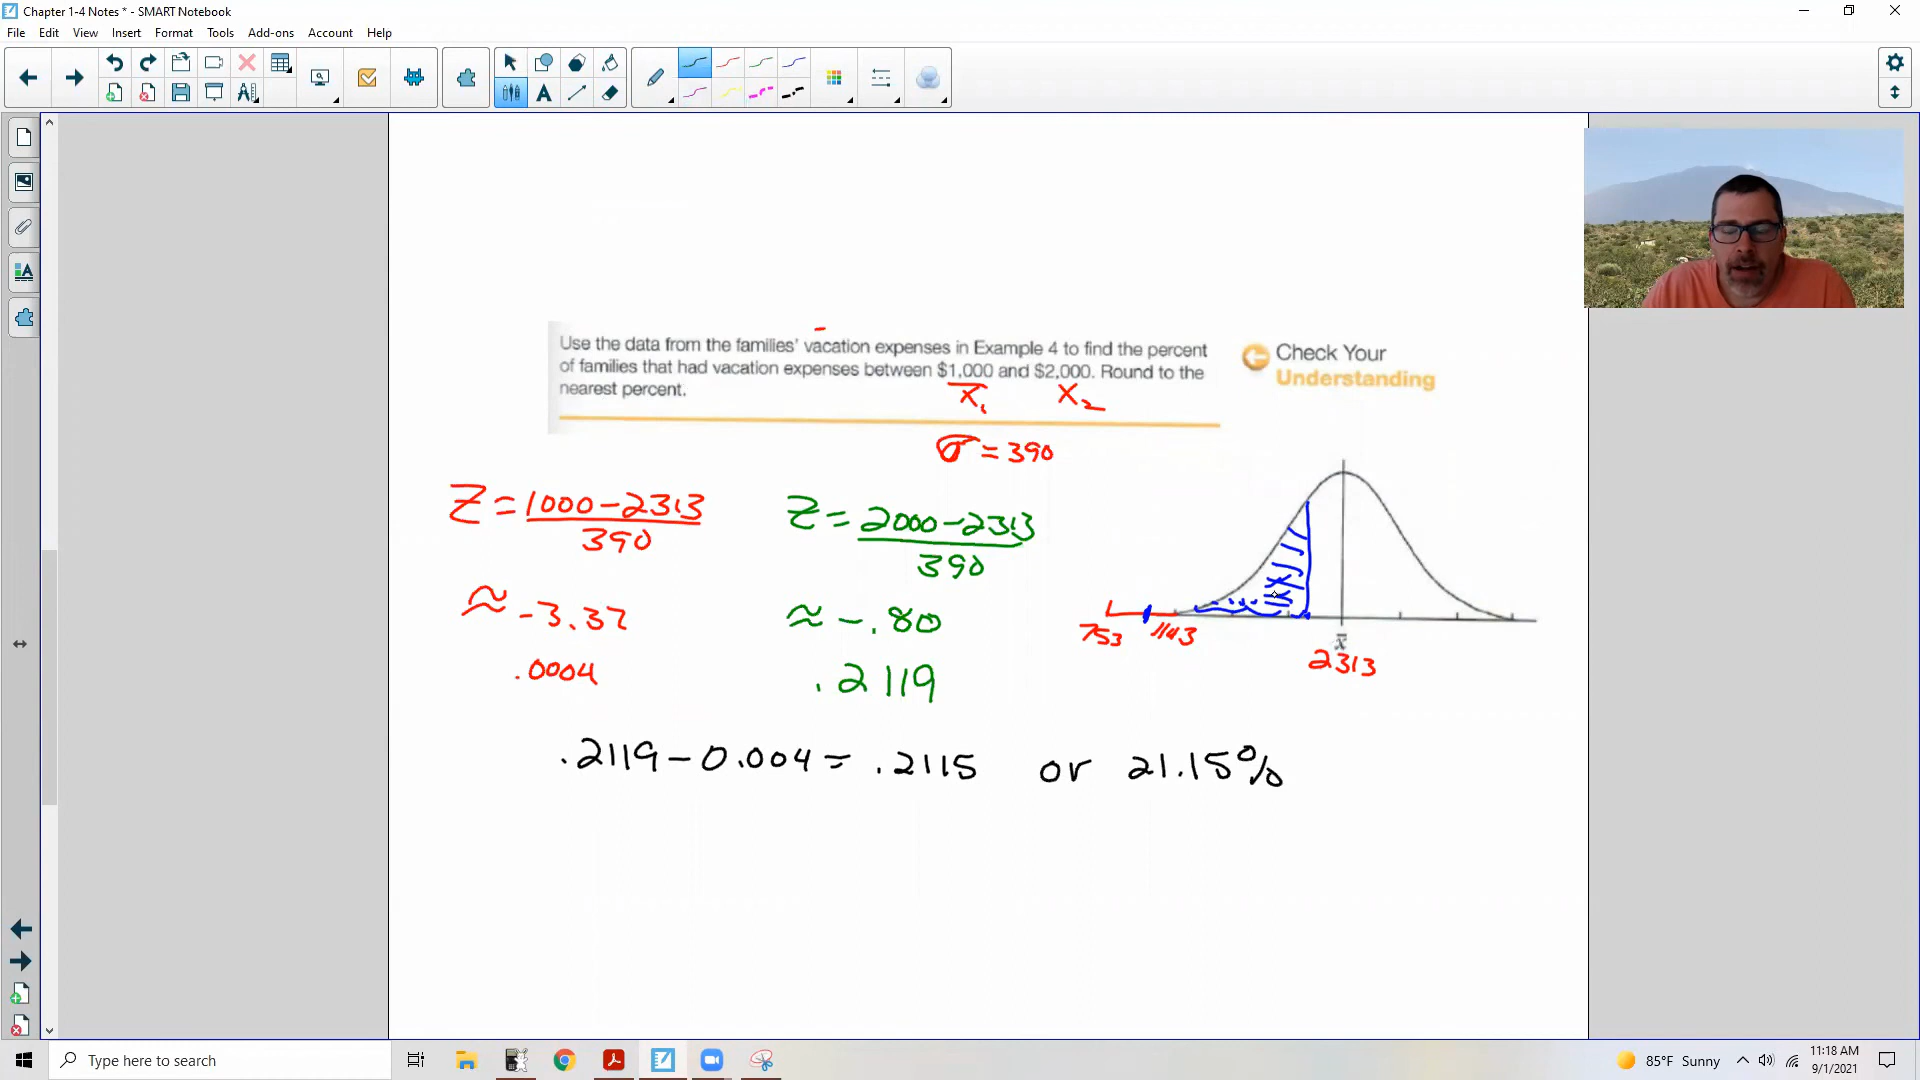 Chapter 1-4 Notes * - SMART Notebook
File Edit View Insert Format Tools Add-ons Account Help
Use the data from the families' vacation expenses in Example 4 to find the percent
of families that had vacation expenses between $1,000 and $2,000. Round to the
nearest percent.
Check Your
Understanding
X₁ X₂
σ = 390
Z = 1000 - 2313
390
≈ -3.37
.0004
Z = 2000 - 2313
390
≈ -.80
.2119
753 1143
x̄
2313
.2119 - 0.004 = .2115 or 21.15%
Type here to search
85°F Sunny
11:18 AM
9/1/2021